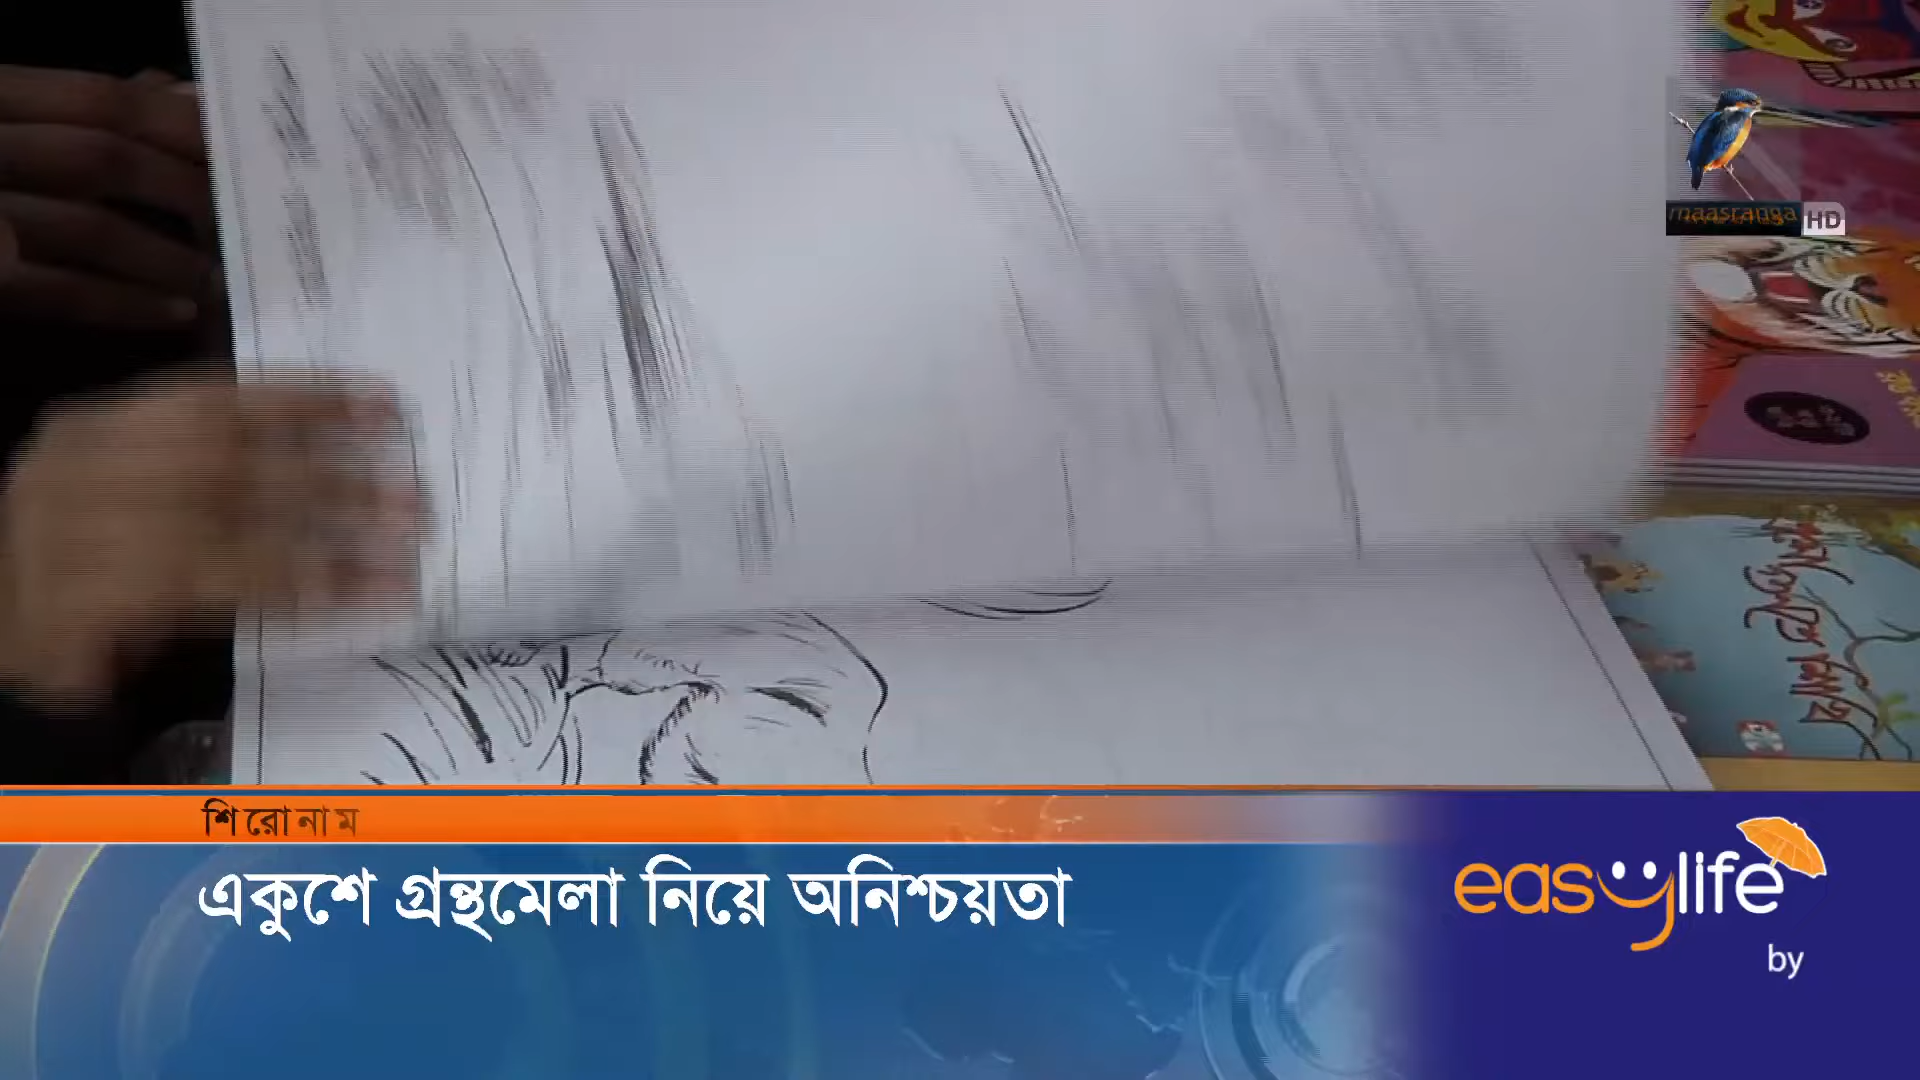 maasranga HD
শিরোনাম
একুশে গ্রন্থমেলা নিয়ে অনিশ্চয়তা
easylife
by